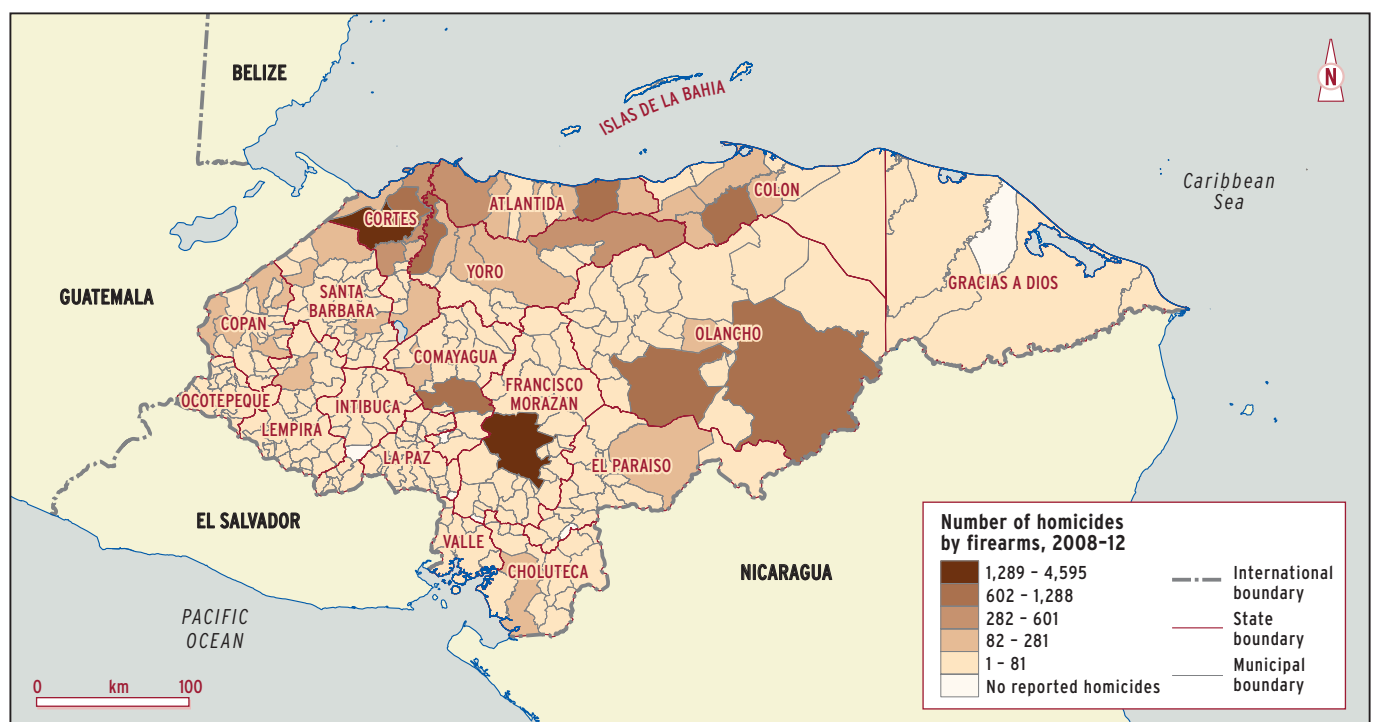 BELIZE
N
ISLAS DE LA BAHIA
Caribbean
Sea
CORTES
ATLANTIDA
COLON
YORO
GRACIAS A DIOS
GUATEMALA
SANTA
BARBARA
COPAN
OLANCHO
COMAYAGUA
FRANCISCO
MORAZAN
OCOTEPEQUE
INTIBUCA
LEMPIRA
LA PAZ
EL PARAISO
EL SALVADOR
VALLE
CHOLUTECA
NICARAGUA
PACIFIC
OCEAN
0 km 100
Number of homicides
by firearms, 2008–12
1,289 – 4,595
602 – 1,288
282 – 601
82 – 281
1 – 81
No reported homicides
International
boundary
State
boundary
Municipal
boundary